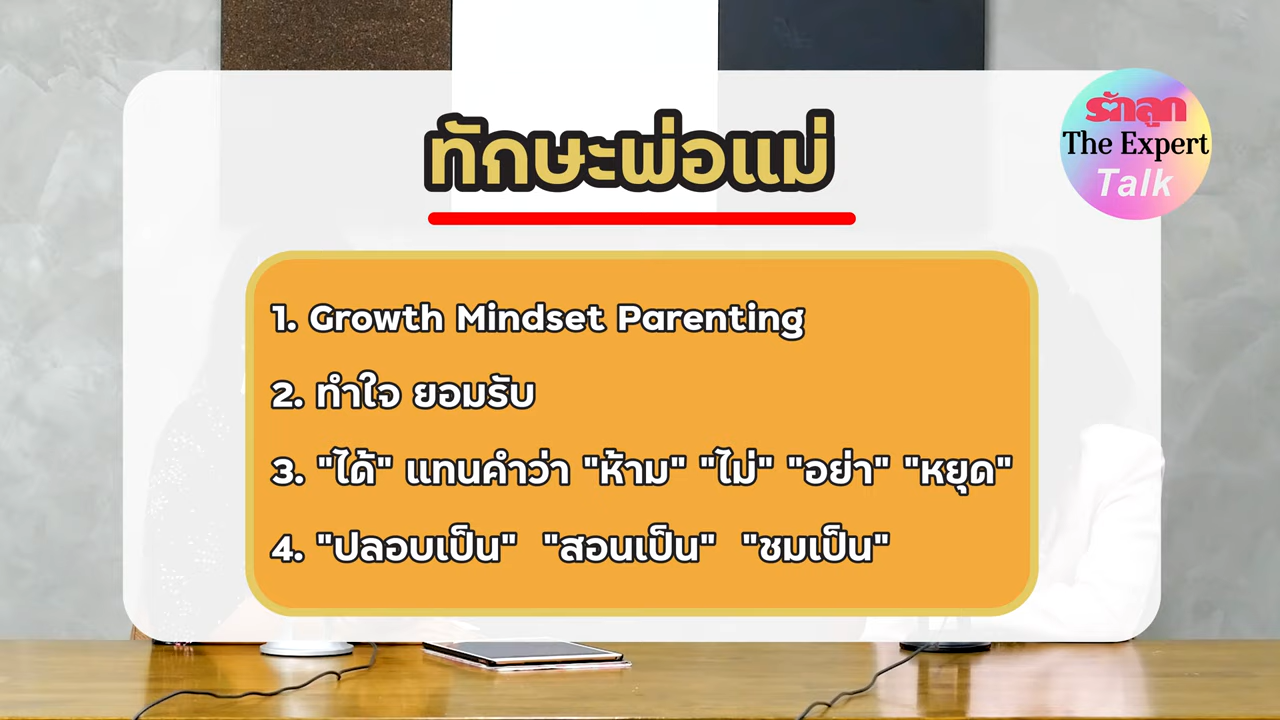 ทักษะพ่อแม่
รักลูก
The Expert
Talk
1. Growth Mindset Parenting
2. ทำใจ ยอมรับ
3. "ได้" แทนคำว่า "ห้าม" "ไม่" "อย่า" "หยุด"
4. "ปลอบเป็น" "สอนเป็น" "ชมเป็น"